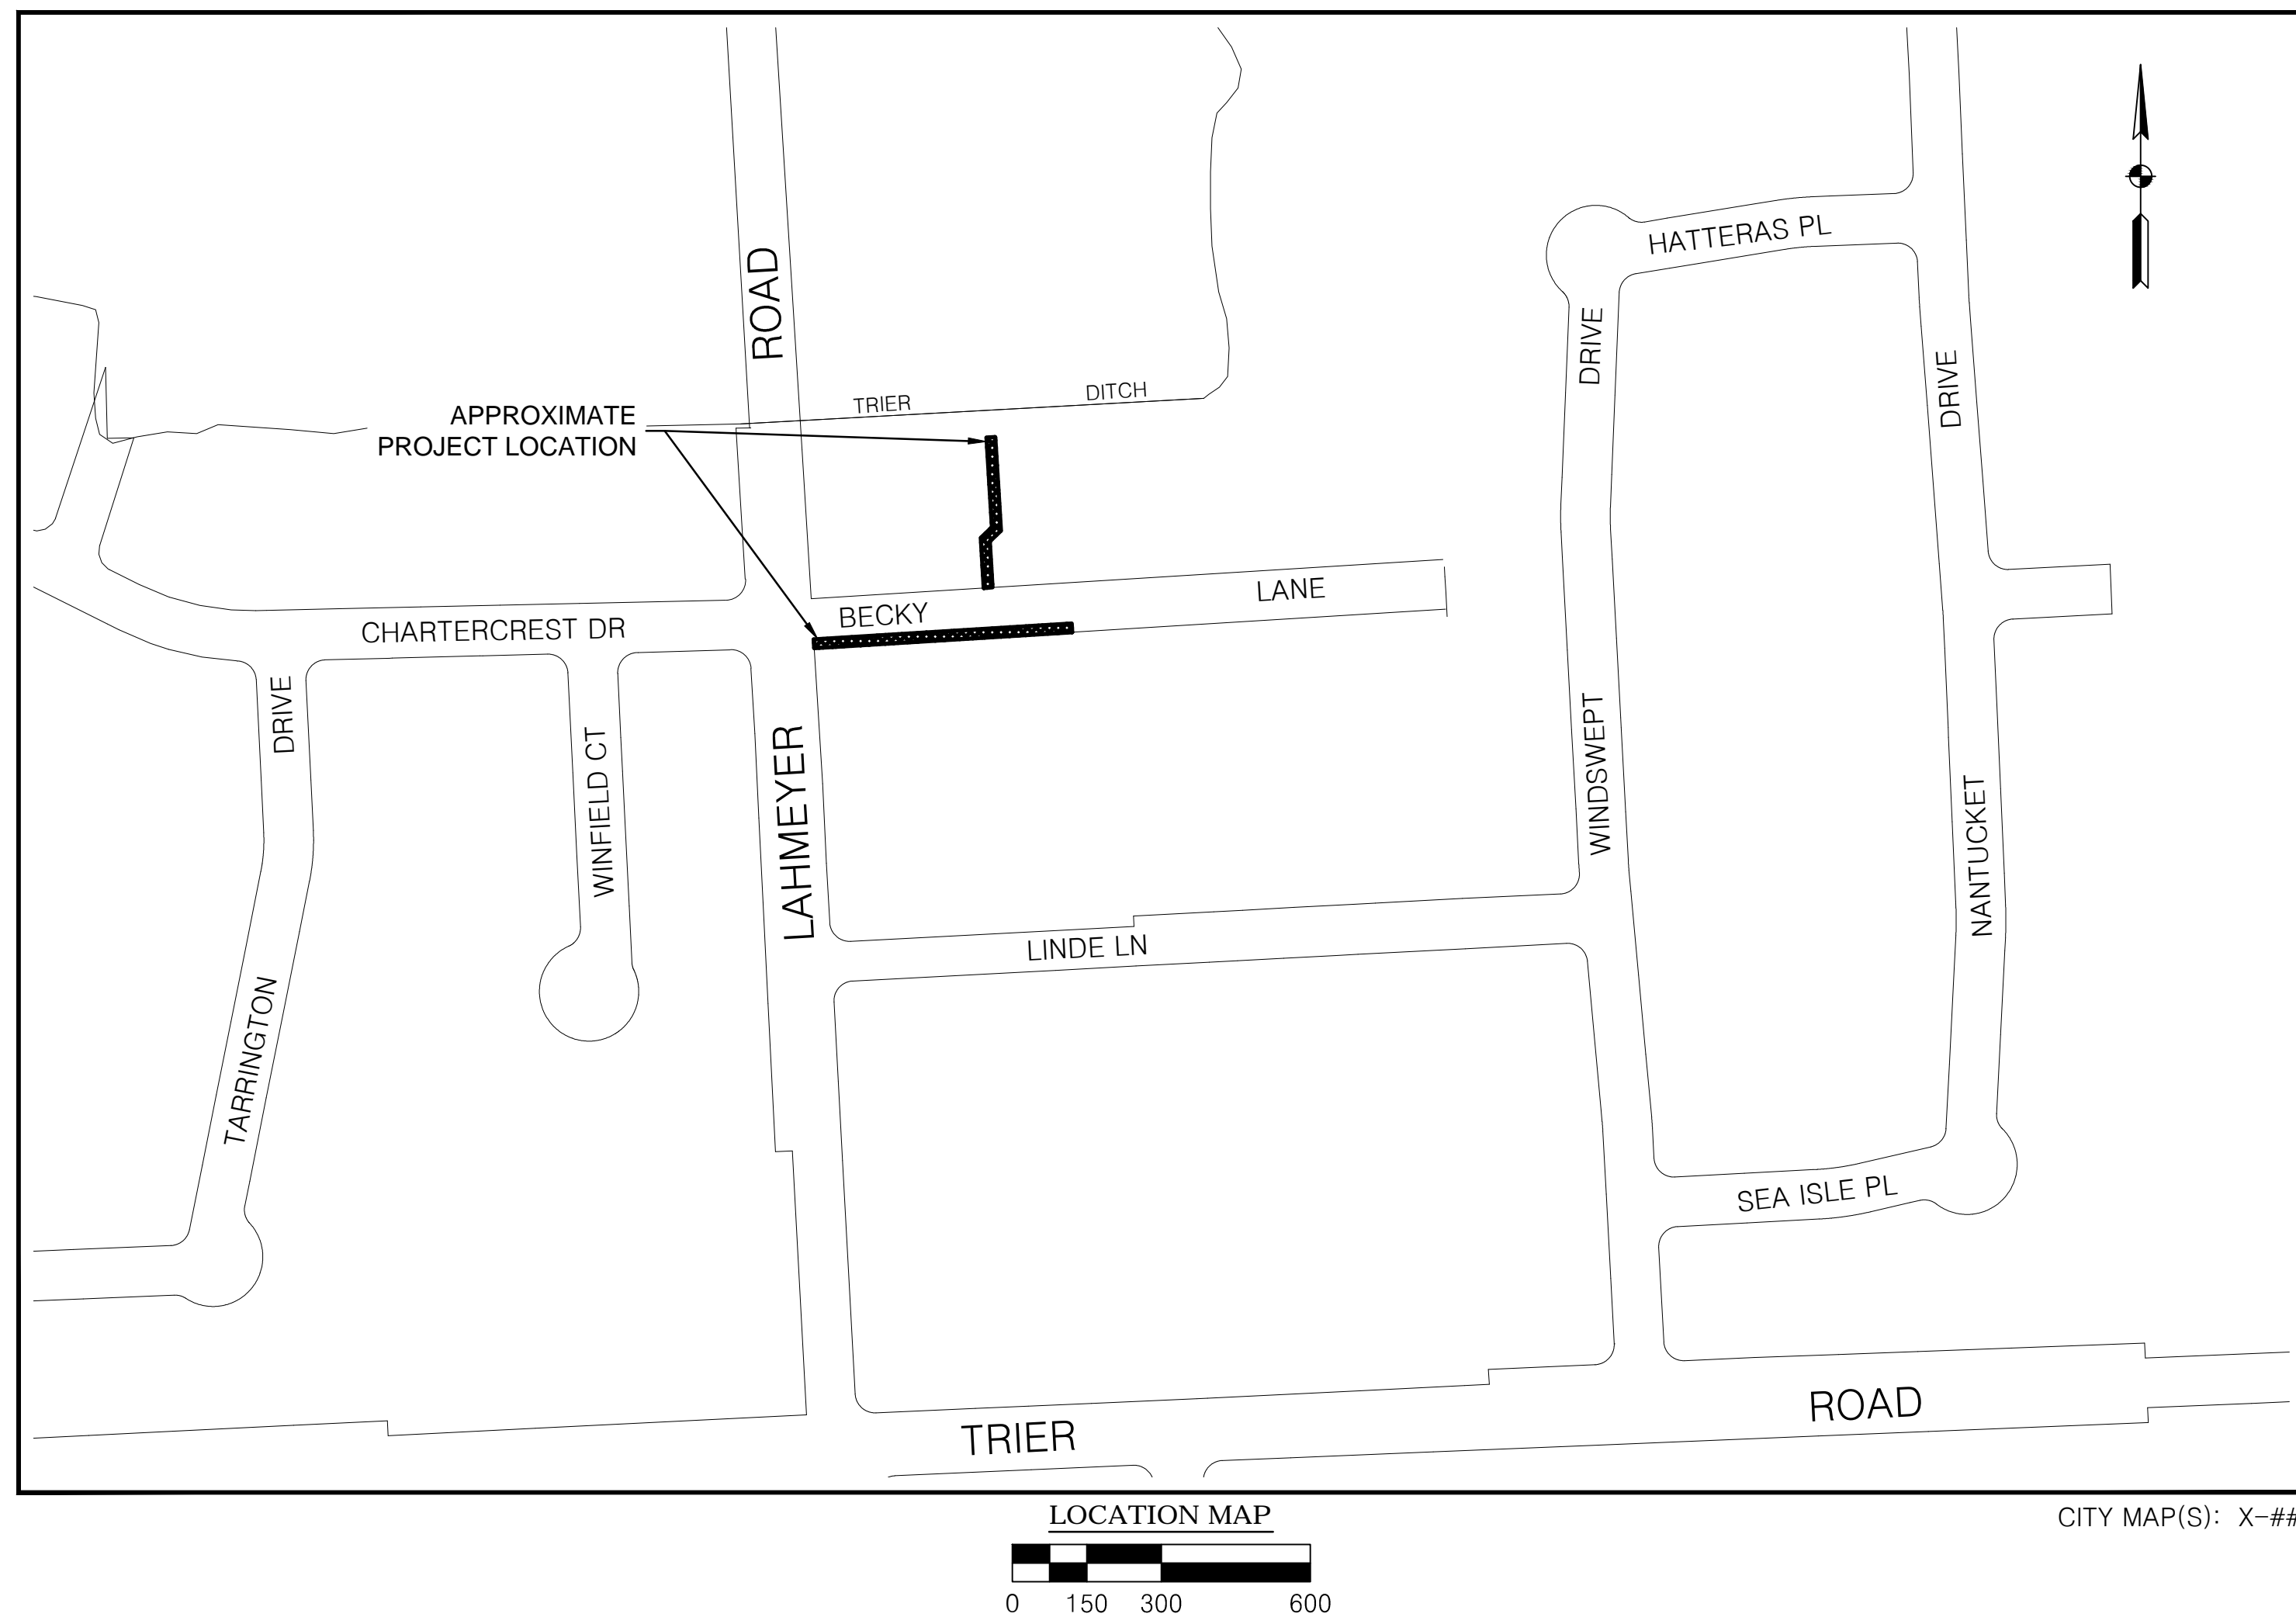 ROAD
HATTERAS PL
DRIVE
DRIVE
TRIER DITCH
APPROXIMATE
PROJECT LOCATION
BECKY LANE
CHARTERCREST DR
DRIVE
WINFIELD CT
LAHMEYER
WINDSWEPT
NANTUCKET
LINDE LN
TARRINGTON
SEA ISLE PL
TRIER ROAD
LOCATION MAP
CITY MAP(S): X-##
0 150 300 600